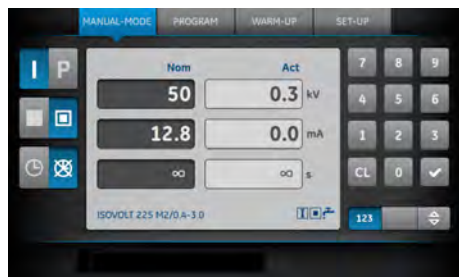 MANUAL-MODE PROGRAM WARM-UP SET-UP
I P
Nom Act
50 0.3 kV
12.8 0.0 mA
∞ ∞ s
ISOVOLT 225 M2/0.4-3.0
7 8 9
4 5 6
1 2 3
CL 0
123